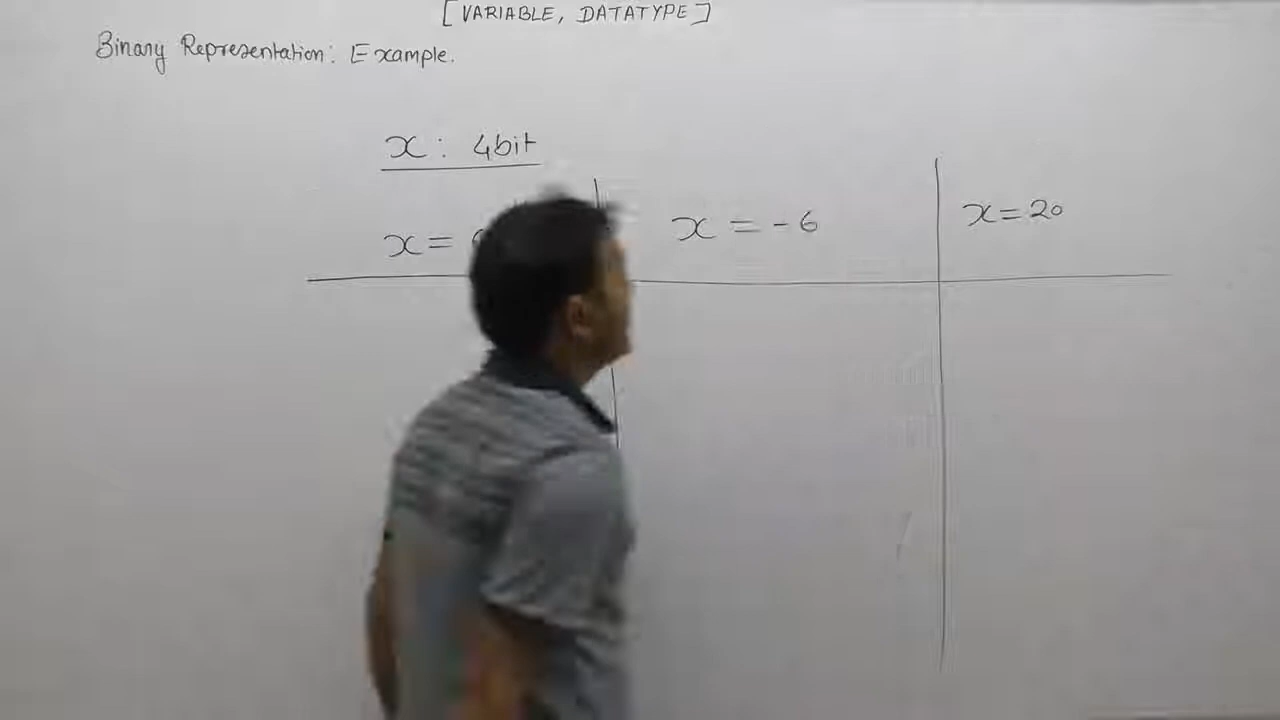 [VARIABLE, DATATYPE]
Binary Representation: Example.
x: 4bit
x =
x = -6
x = 20